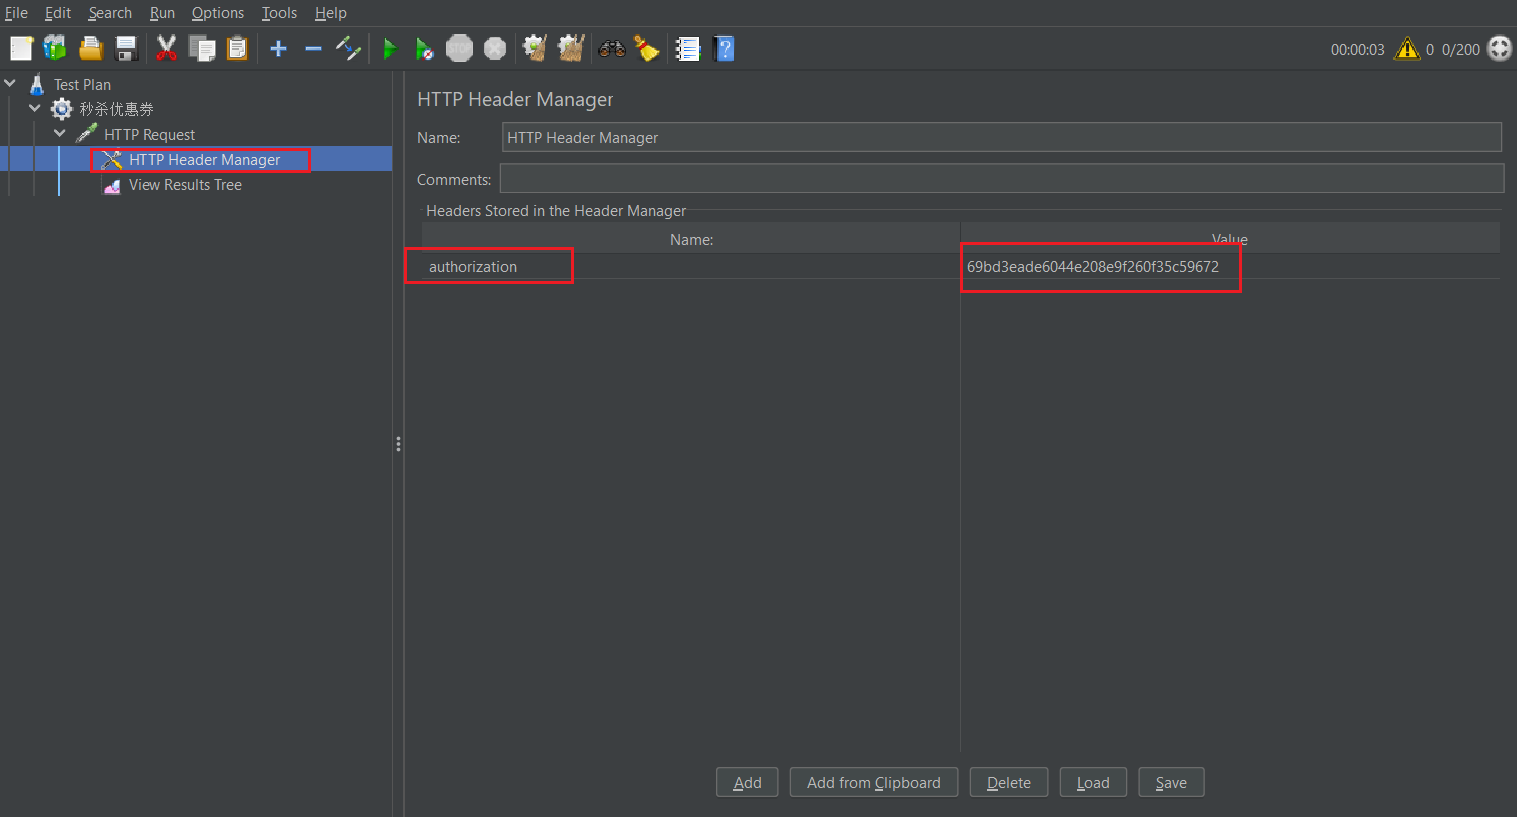 File Edit Search Run Options Tools Help
STOP
00:00:03 0 0/200
Test Plan
秒杀优惠券
HTTP Request
HTTP Header Manager
View Results Tree
HTTP Header Manager
Name: HTTP Header Manager
Comments:
Headers Stored in the Header Manager
Name: Value
authorization 69bd3eade6044e208e9f260f35c59672
Add Add from Clipboard Delete Load Save